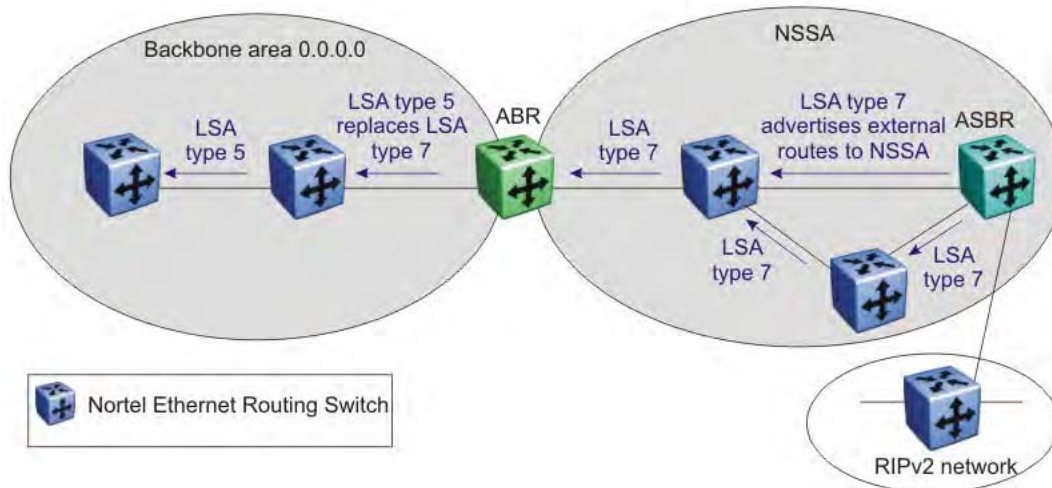 Backbone area 0.0.0.0
NSSA
LSA
type 5
LSA type 5
replaces LSA
type 7
ABR
LSA
type 7
LSA type 7
advertises external
routes to NSSA
ASBR
LSA
type 7
LSA
type 7
Nortel Ethernet Routing Switch
RIPv2 network